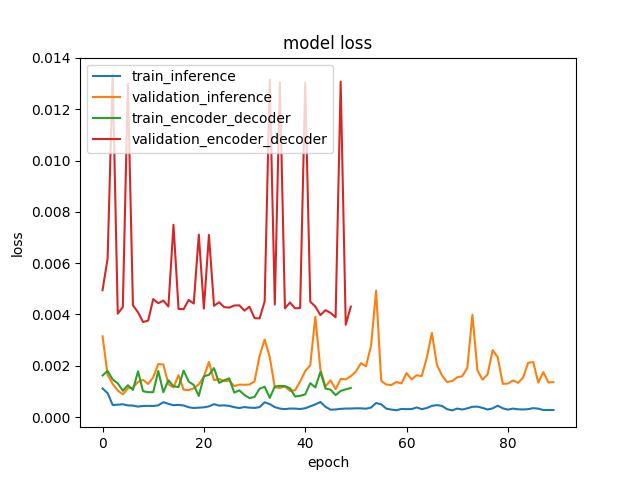 model loss
train_inference
validation_inference
train_encoder_decoder
validation_encoder_decoder
0.014
0.012
0.010
0.008
0.006
0.004
0.002
0.000
loss
0 20 40 60 80
epoch